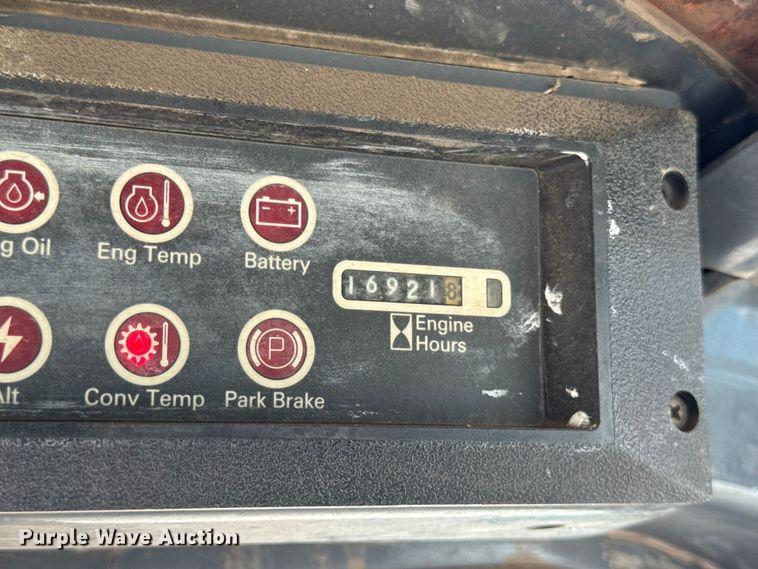 g Oil
Eng Temp
Battery
169218
Engine
Hours
Alt
Conv Temp
P
Park Brake
Purple Wave Auction